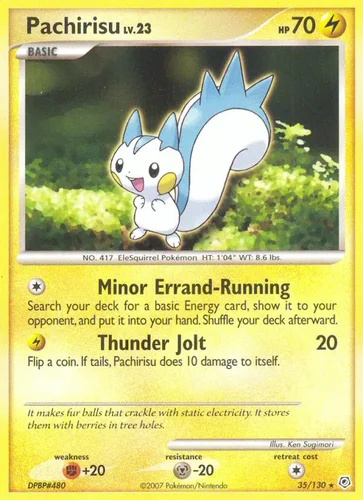 Pachirisu LV.23 HP 70
BASIC
NO. 417 EleSquirrel Pokémon HT: 1'04" WT: 8.6 lbs.
Minor Errand-Running
Search your deck for a basic Energy card, show it to your
opponent, and put it into your hand. Shuffle your deck afterward.
Thunder Jolt 20
Flip a coin. If tails, Pachirisu does 10 damage to itself.
It makes fur balls that crackle with static electricity. It stores
them with berries in tree holes.
Illus. Ken Sugimori
weakness resistance retreat cost
+20 -20
DPBP#480 ©2007 Pokémon/Nintendo 35/130 ★